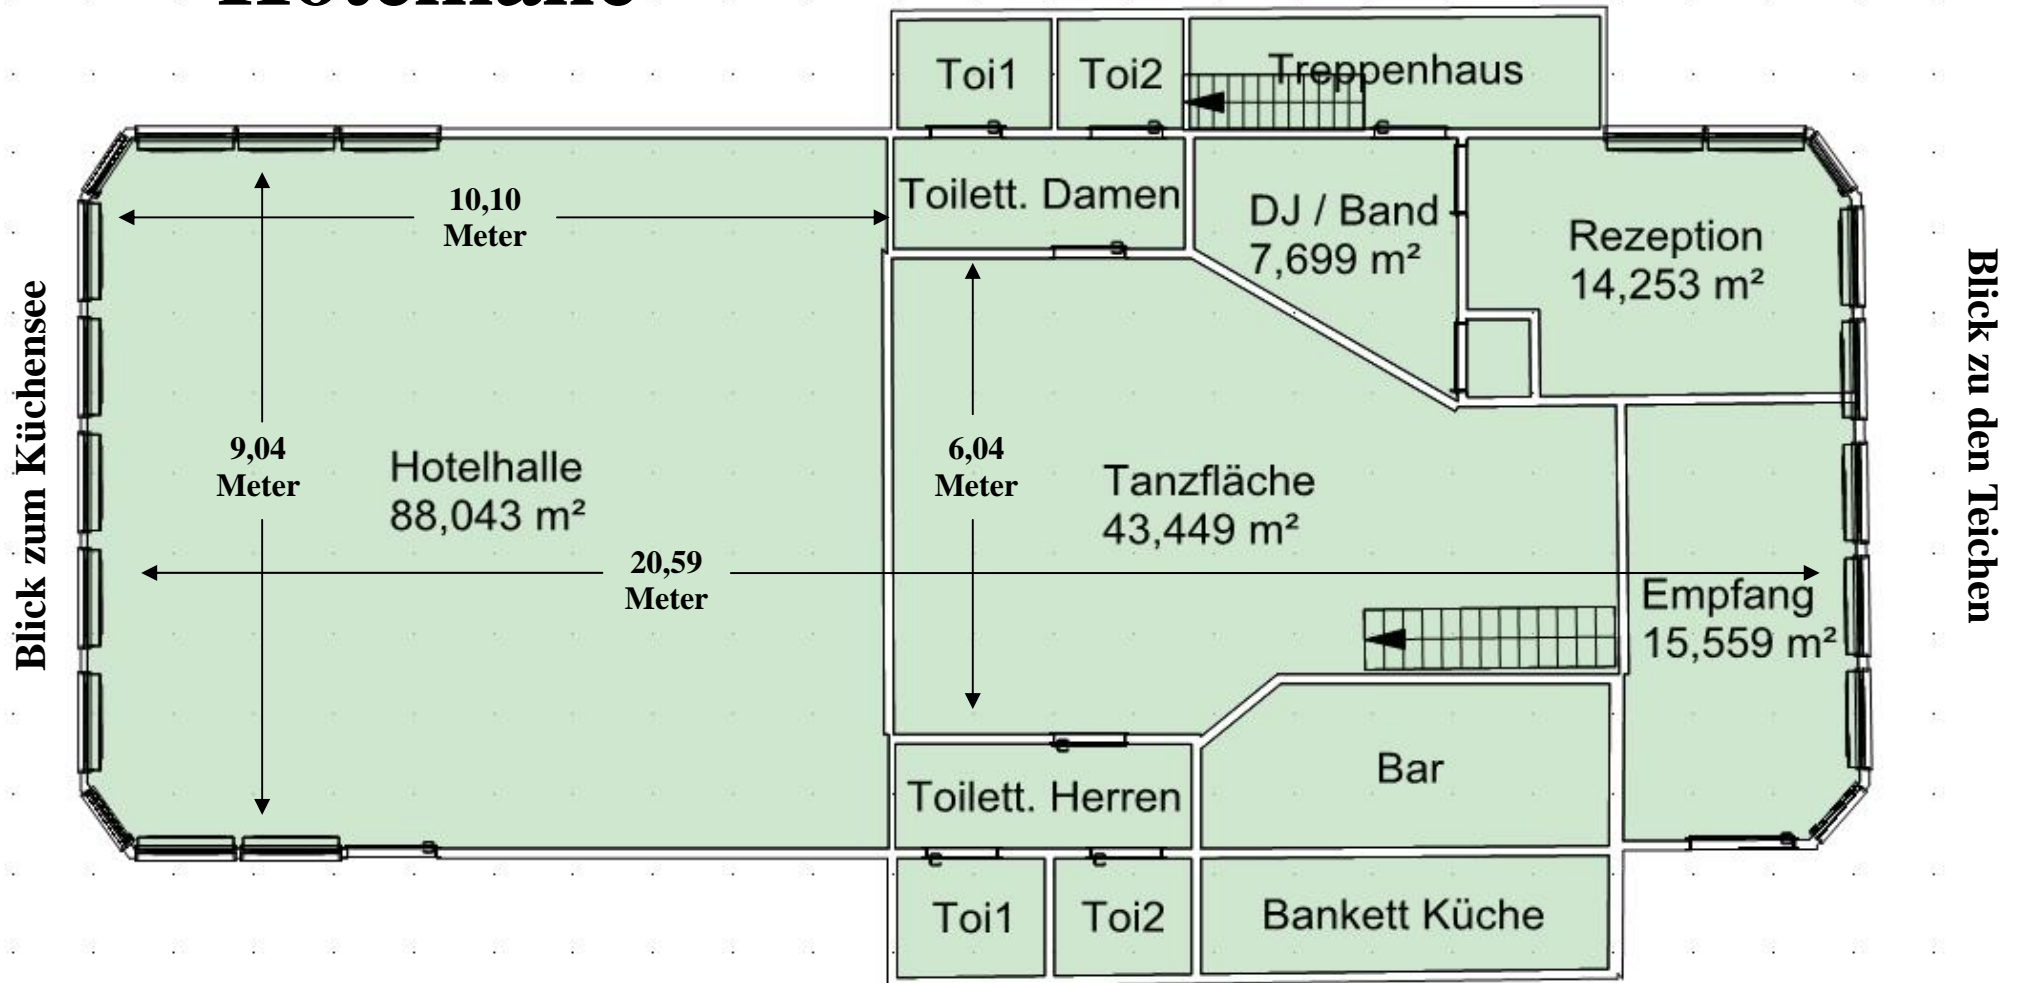 Hotelhalle
Toi1
Toi2
Treppenhaus
Toilett. Damen
DJ / Band
7,699 m²
Rezeption
14,253 m²
10,10
Meter
Blick zum Küchensee
Blick zu den Teichen
9,04
Meter
Hotelhalle
88,043 m²
6,04
Meter
Tanzfläche
43,449 m²
20,59
Meter
Empfang
15,559 m²
Toilett. Herren
Bar
Toi1
Toi2
Bankett Küche